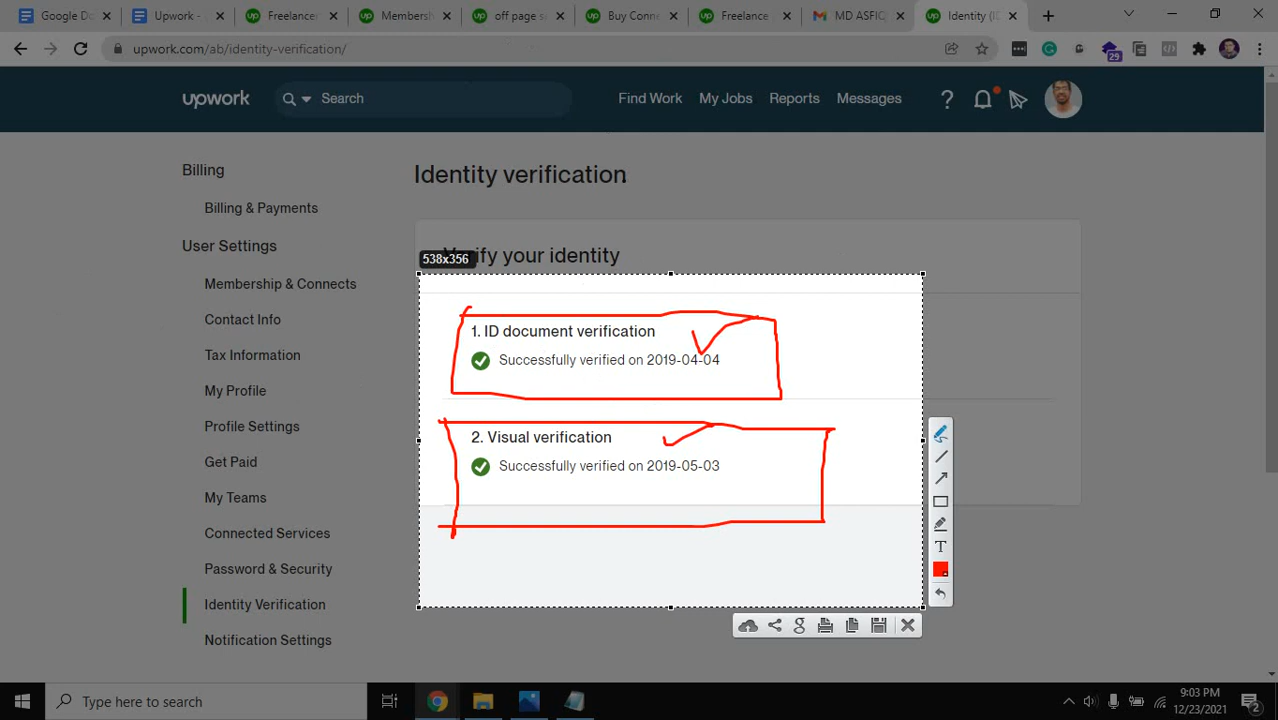 Google Do
Upwork -
Freelance
Membersh
off page s
Buy Conne
Freelance
MD ASFIQ
Identity (I
upwork.com/ab/identity-verification/
29
upwork
Search
Find Work
My Jobs
Reports
Messages
Billing
Billing & Payments
User Settings
Membership & Connects
Contact Info
Tax Information
My Profile
Profile Settings
Get Paid
My Teams
Connected Services
Password & Security
Identity Verification
Notification Settings
Identity verification
Verify your identity
538x356
1. ID document verification
Successfully verified on 2019-04-04
2. Visual verification
Successfully verified on 2019-05-03
T
g
Type here to search
9:03 PM
12/23/2021
2